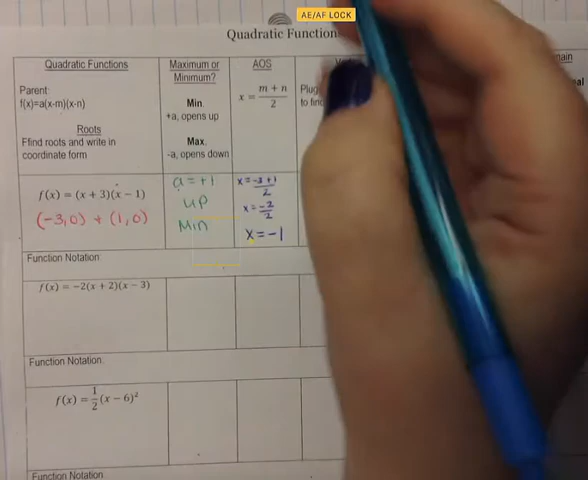 AE/AF LOCK
Quadratic Function
Quadratic Functions
Parent:
f(x)=a(x-m)(x-n)
Roots
Ffind roots and write in
coordinate form
Maximum or
Minimum?
Min.
+a, opens up
Max.
-a, opens down
AOS
x = m + n / 2
Plug
to find
f(x) = (x + 3)(x − 1)
(-3,0) + (1,0)
a = +1
up
Min
x = -3 + 1 / 2
x = -2 / 2
x = -1
Function Notation:
f(x) = −2(x + 2)(x − 3)
Function Notation:
f(x) = 1/2 (x − 6)²
Function Notation: